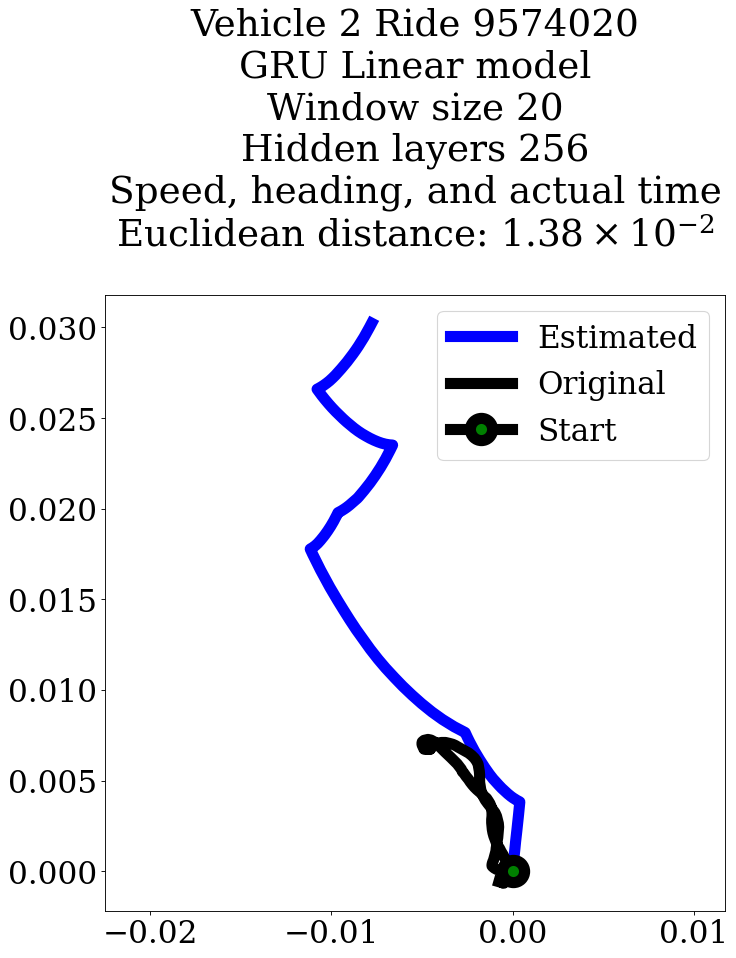 Vehicle 2 Ride 9574020
GRU Linear model
Window size 20
Hidden layers 256
Speed, heading, and actual time
Euclidean distance: 1.38 × 10⁻²
Estimated
Original
Start
0.030
0.025
0.020
0.015
0.010
0.005
0.000
−0.02
−0.01
0.00
0.01